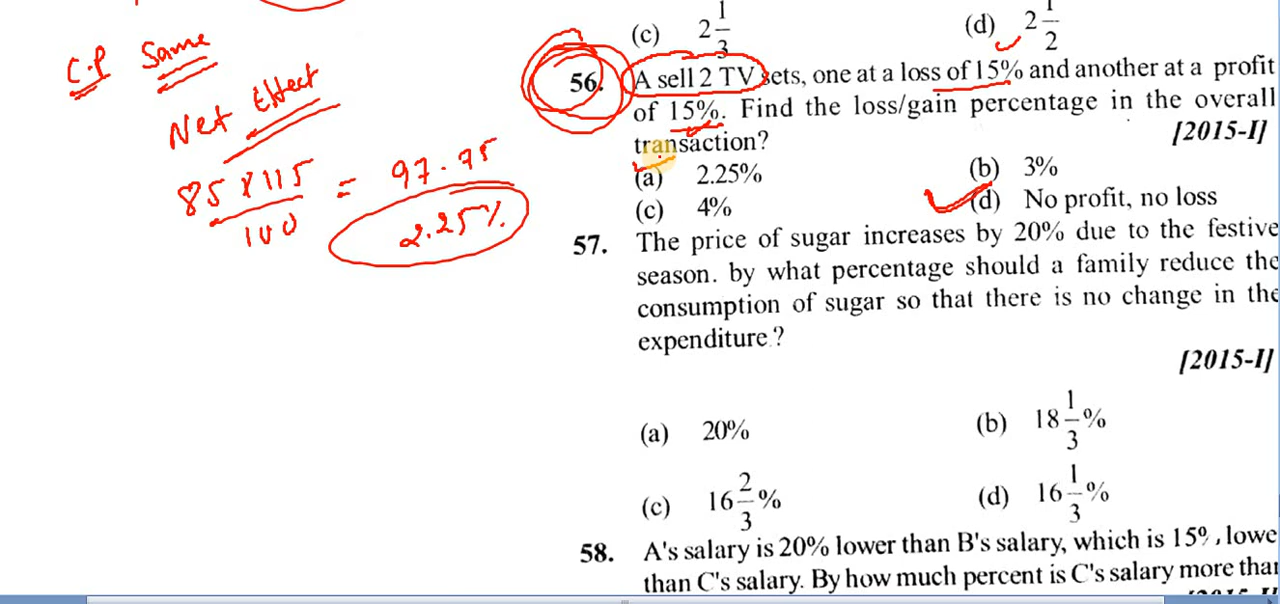 C.P Same
Net Effect
85 × 115 = 97.75
100
2.25%
(c) 2 1/3 (d) 2 1/2
56. A sell 2 TV sets, one at a loss of 15% and another at a profit
of 15%. Find the loss/gain percentage in the overall
transaction?
[2015-I]
(a) 2.25% (b) 3%
(c) 4% (d) No profit, no loss
57. The price of sugar increases by 20% due to the festive
season. by what percentage should a family reduce the
consumption of sugar so that there is no change in the
expenditure?
[2015-I]
(a) 20% (b) 18 1/3 %
(c) 16 2/3 % (d) 16 1/3 %
58. A's salary is 20% lower than B's salary, which is 15% lowe
than C's salary. By how much percent is C's salary more than